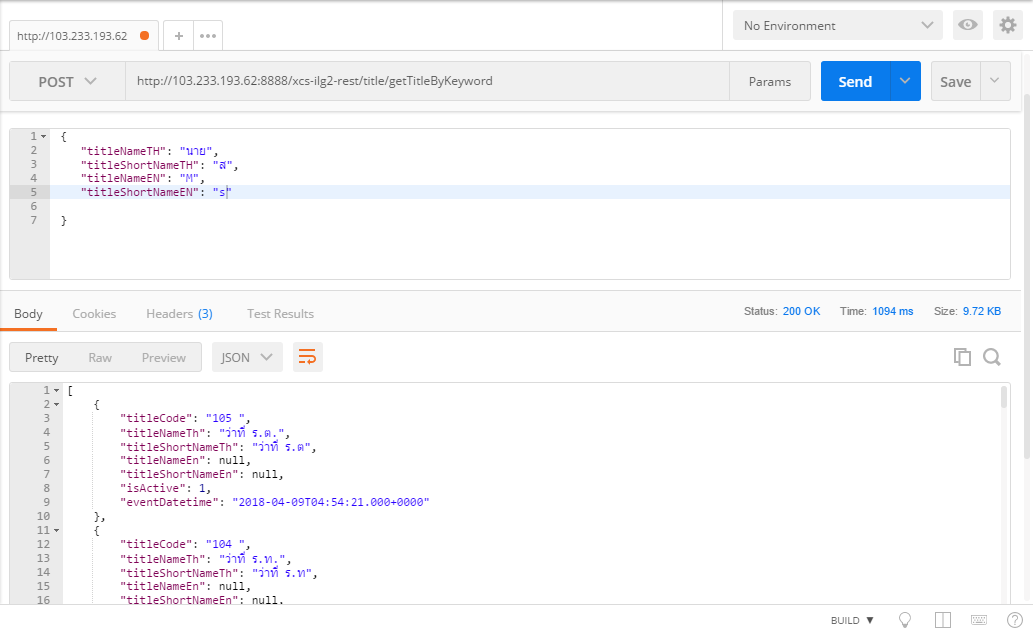 http://103.233.193.62
No Environment
POST http://103.233.193.62:8888/xcs-ilg2-rest/title/getTitleByKeyword Params Send Save
1 {
2 "titleNameTH": "นาย",
3 "titleShortNameTH": "ส",
4 "titleNameEN": "M",
5 "titleShortNameEN": "s"
6
7 }
Body Cookies Headers (3) Test Results Status: 200 OK Time: 1094 ms Size: 9.72 KB
Pretty Raw Preview JSON
1 [
2 {
3 "titleCode": "105 ",
4 "titleNameTh": "ว่าที่ ร.ต.",
5 "titleShortNameTh": "ว่าที่ ร.ต",
6 "titleNameEn": null,
7 "titleShortNameEn": null,
8 "isActive": 1,
9 "eventDatetime": "2018-04-09T04:54:21.000+0000"
10 },
11 {
12 "titleCode": "104 ",
13 "titleNameTh": "ว่าที่ ร.ท.",
14 "titleShortNameTh": "ว่าที่ ร.ท",
15 "titleNameEn": null,
16 "titleShortNameEn": null,
BUILD